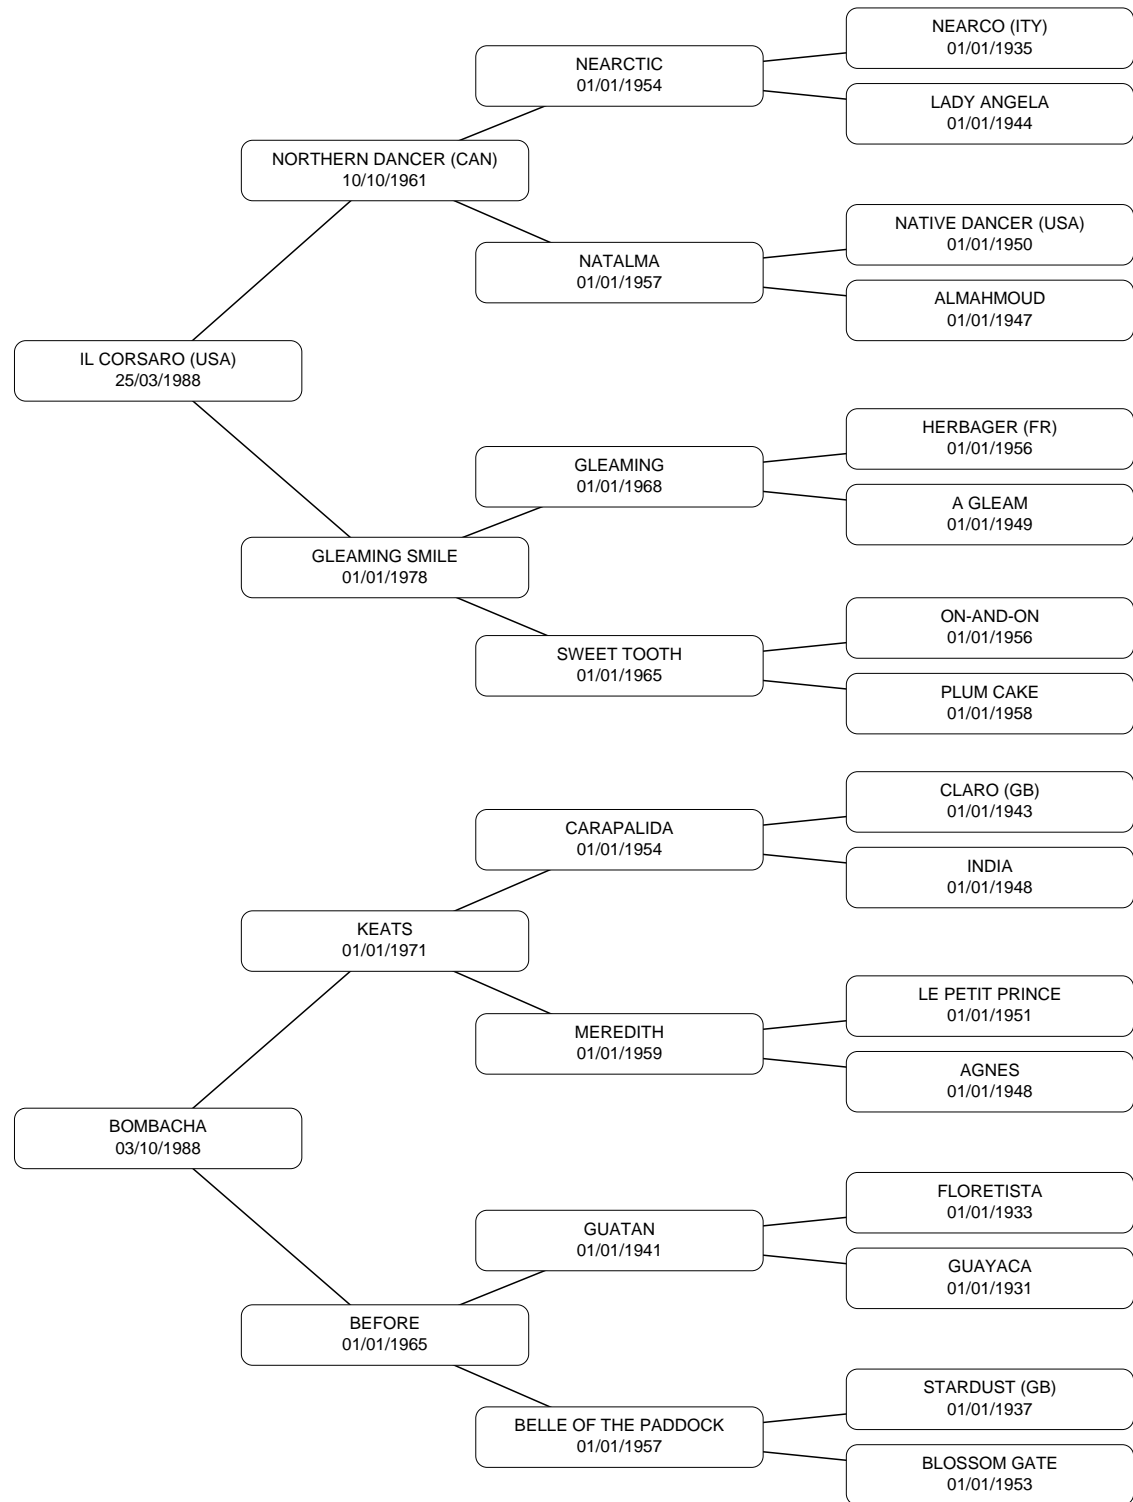 NEARCO (ITY)
01/01/1935
NEARCTIC
01/01/1954
LADY ANGELA
01/01/1944
NORTHERN DANCER (CAN)
10/10/1961
NATIVE DANCER (USA)
01/01/1950
NATALMA
01/01/1957
ALMAHMOUD
01/01/1947
IL CORSARO (USA)
25/03/1988
HERBAGER (FR)
01/01/1956
GLEAMING
01/01/1968
A GLEAM
01/01/1949
GLEAMING SMILE
01/01/1978
ON-AND-ON
01/01/1956
SWEET TOOTH
01/01/1965
PLUM CAKE
01/01/1958
CLARO (GB)
01/01/1943
CARAPALIDA
01/01/1954
INDIA
01/01/1948
KEATS
01/01/1971
LE PETIT PRINCE
01/01/1951
MEREDITH
01/01/1959
AGNES
01/01/1948
BOMBACHA
03/10/1988
FLORETISTA
01/01/1933
GUATAN
01/01/1941
GUAYACA
01/01/1931
BEFORE
01/01/1965
STARDUST (GB)
01/01/1937
BELLE OF THE PADDOCK
01/01/1957
BLOSSOM GATE
01/01/1953